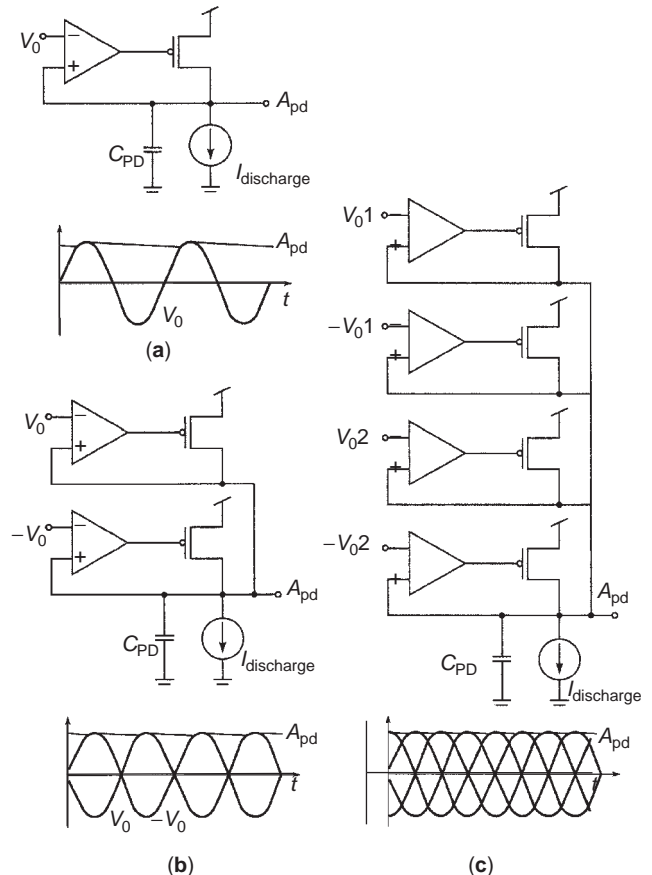 V0
−
+
Apd
CPD
Idischarge
Apd
t
V0
(a)
V0
−
+
−V0
−
+
Apd
CPD
Idischarge
Apd
t
V0 −V0
(b)
V01
−
+
−V01
−
+
V02
−
+
−V02
−
+
Apd
CPD
Idischarge
Apd
t
(c)